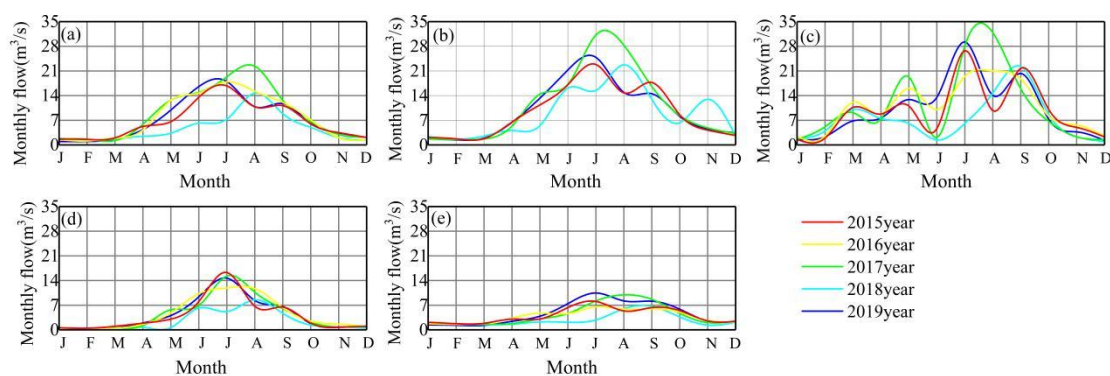 (a)
Monthly flow(m³/s)
35
28
21
14
7
0
J F M A M J J A S O N D
Month
(b)
Monthly flow(m³/s)
35
28
21
14
7
0
J F M A M J J A S O N D
Month
(c)
Monthly flow(m³/s)
35
28
21
14
7
0
J F M A M J J A S O N D
Month
(d)
Monthly flow(m³/s)
35
28
21
14
7
0
J F M A M J J A S O N D
Month
(e)
Monthly flow(m³/s)
35
28
21
14
7
0
J F M A M J J A S O N D
Month
2015year
2016year
2017year
2018year
2019year